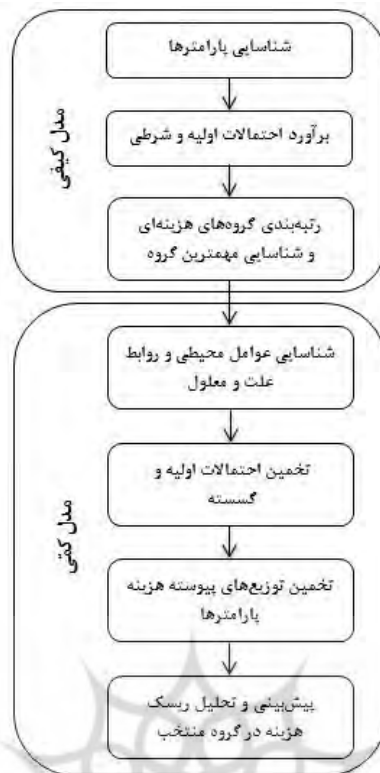 مدل کیفی
شناسایی پارامترها
برآورد احتمالات اولیه و شرطی
رتبه‌بندی گروه‌های هزینه‌ای
و شناسایی مهمترین گروه
مدل کمّی
شناسایی عوامل محیطی و روابط
علت و معلول
تخمین احتمالات اولیه و
گسسته
تخمین توزیع‌های پیوسته هزینه
پارامترها
پیش‌بینی و تحلیل ریسک
هزینه در گروه منتخب